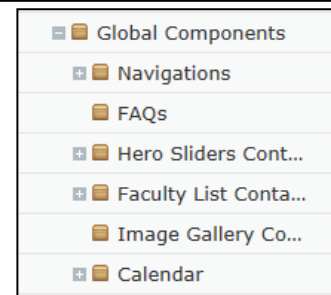 Global Components
Navigations
FAQs
Hero Sliders Cont...
Faculty List Conta...
Image Gallery Co...
Calendar